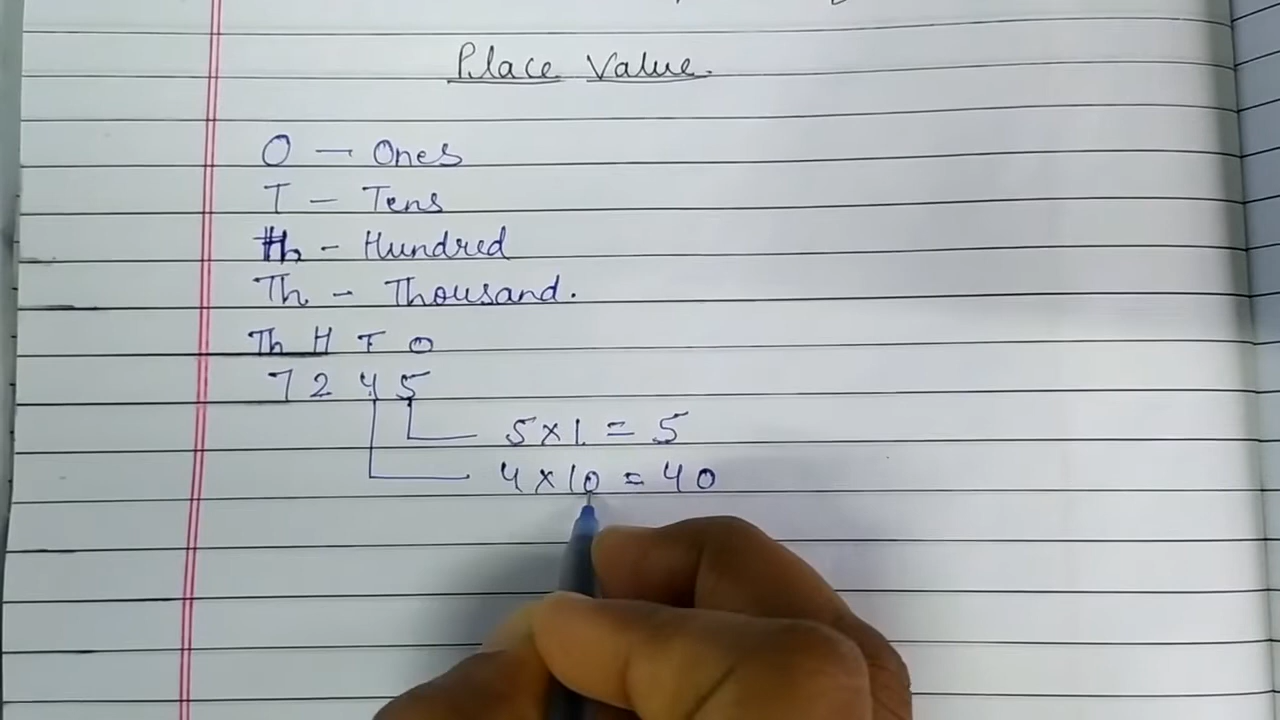 Place Value.
O — Ones
T — Tens
Th - Hundred
Th - Thousand.
Th H T O
7 2 4 5
5 x 1 = 5
4 x 10 = 40